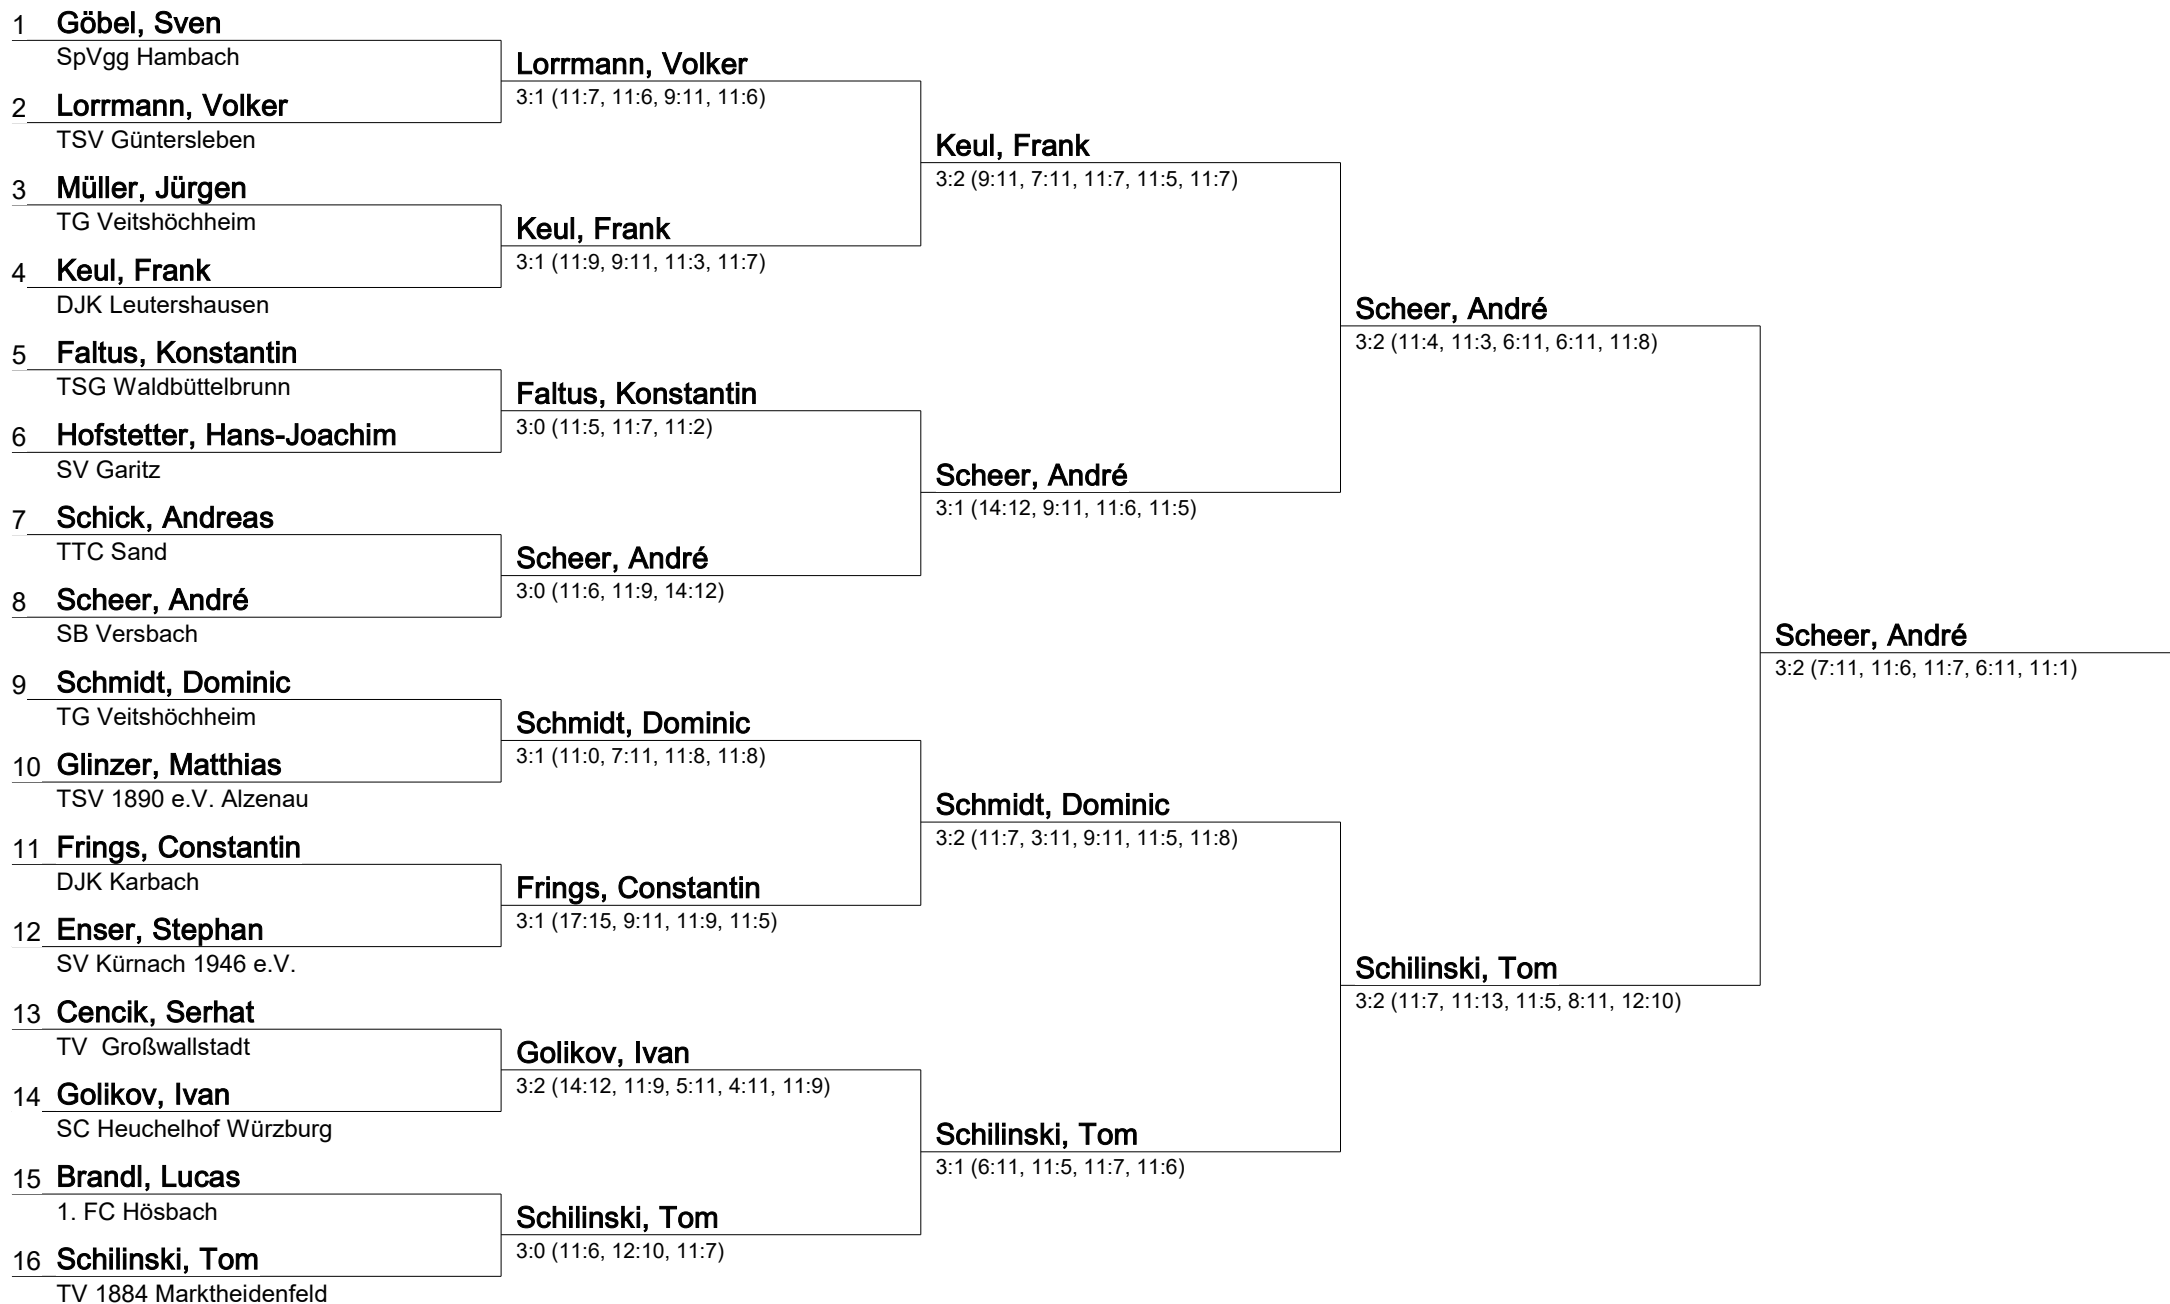 1 Göbel, Sven
SpVgg Hambach
2 Lorrmann, Volker
TSV Güntersleben
3 Müller, Jürgen
TG Veitshöchheim
4 Keul, Frank
DJK Leutershausen
5 Faltus, Konstantin
TSG Waldbüttelbrunn
6 Hofstetter, Hans-Joachim
SV Garitz
7 Schick, Andreas
TTC Sand
8 Scheer, André
SB Versbach
9 Schmidt, Dominic
TG Veitshöchheim
10 Glinzer, Matthias
TSV 1890 e.V. Alzenau
11 Frings, Constantin
DJK Karbach
12 Enser, Stephan
SV Kürnach 1946 e.V.
13 Cencik, Serhat
TV  Großwallstadt
14 Golikov, Ivan
SC Heuchelhof Würzburg
15 Brandl, Lucas
1. FC Hösbach
16 Schilinski, Tom
TV 1884 Marktheidenfeld
Lorrmann, Volker
3:1 (11:7, 11:6, 9:11, 11:6)
Keul, Frank
3:1 (11:9, 9:11, 11:3, 11:7)
Faltus, Konstantin
3:0 (11:5, 11:7, 11:2)
Scheer, André
3:0 (11:6, 11:9, 14:12)
Schmidt, Dominic
3:1 (11:0, 7:11, 11:8, 11:8)
Frings, Constantin
3:1 (17:15, 9:11, 11:9, 11:5)
Golikov, Ivan
3:2 (14:12, 11:9, 5:11, 4:11, 11:9)
Schilinski, Tom
3:0 (11:6, 12:10, 11:7)
Keul, Frank
3:2 (9:11, 7:11, 11:7, 11:5, 11:7)
Scheer, André
3:1 (14:12, 9:11, 11:6, 11:5)
Schmidt, Dominic
3:2 (11:7, 3:11, 9:11, 11:5, 11:8)
Schilinski, Tom
3:1 (6:11, 11:5, 11:7, 11:6)
Scheer, André
3:2 (11:4, 11:3, 6:11, 6:11, 11:8)
Schilinski, Tom
3:2 (11:7, 11:13, 11:5, 8:11, 12:10)
Scheer, André
3:2 (7:11, 11:6, 11:7, 6:11, 11:1)